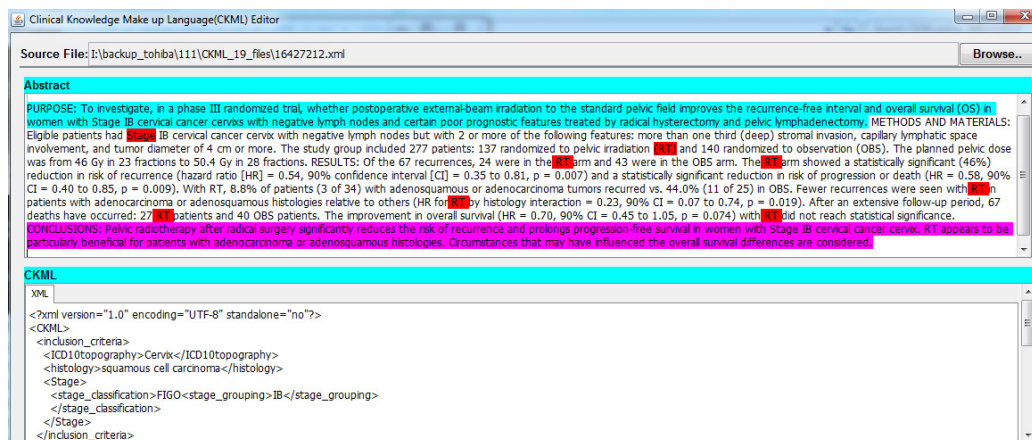 Clinical Knowledge Make up Language(CKML) Editor
Source File: I:\backup_tohiba\111\CKML_19_files\16427212.xml Browse..
Abstract
PURPOSE: To investigate, in a phase III randomized trial, whether postoperative external-beam irradiation to the standard pelvic field improves the recurrence-free interval and overall survival (OS) in
women with Stage IB cervical cancer cervixs with negative lymph nodes and certain poor prognostic features treated by radical hysterectomy and pelvic lymphadenectomy. METHODS AND MATERIALS:
Eligible patients had Stage IB cervical cancer cervix with negative lymph nodes but with 2 or more of the following features: more than one third (deep) stromal invasion, capillary lymphatic space
involvement, and tumor diameter of 4 cm or more. The study group included 277 patients: 137 randomized to pelvic irradiation (RT) and 140 randomized to observation (OBS). The planned pelvic dose
was from 46 Gy in 23 fractions to 50.4 Gy in 28 fractions. RESULTS: Of the 67 recurrences, 24 were in the RT arm and 43 were in the OBS arm. The RT arm showed a statistically significant (46%)
reduction in risk of recurrence (hazard ratio [HR] = 0.54, 90% confidence interval [CI] = 0.35 to 0.81, p = 0.007) and a statistically significant reduction in risk of progression or death (HR = 0.58, 90%
CI = 0.40 to 0.85, p = 0.009). With RT, 8.8% of patients (3 of 34) with adenosquamous or adenocarcinoma tumors recurred vs. 44.0% (11 of 25) in OBS. Fewer recurrences were seen with RT in
patients with adenocarcinoma or adenosquamous histologies relative to others (HR for RT by histology interaction = 0.23, 90% CI = 0.07 to 0.74, p = 0.019). After an extensive follow-up period, 67
deaths have occurred: 27 RT patients and 40 OBS patients. The improvement in overall survival (HR = 0.70, 90% CI = 0.45 to 1.05, p = 0.074) with RT did not reach statistical significance.
CONCLUSIONS: Pelvic radiotherapy after radical surgery significantly reduces the risk of recurrence and prolongs progression-free survival in women with Stage IB cervical cancer cervix. RT appears to be
particularly beneficial for patients with adenocarcinoma or adenosquamous histologies. Circumstances that may have influenced the overall survival differences are considered.
CKML
XML
<?xml version="1.0" encoding="UTF-8" standalone="no"?>
<CKML>
<inclusion_criteria>
<ICD10topography>Cervix</ICD10topography>
<histology>squamous cell carcinoma</histology>
<Stage>
<stage_classification>FIGO<stage_grouping>IB</stage_grouping>
</stage_classification>
</Stage>
</inclusion_criteria>